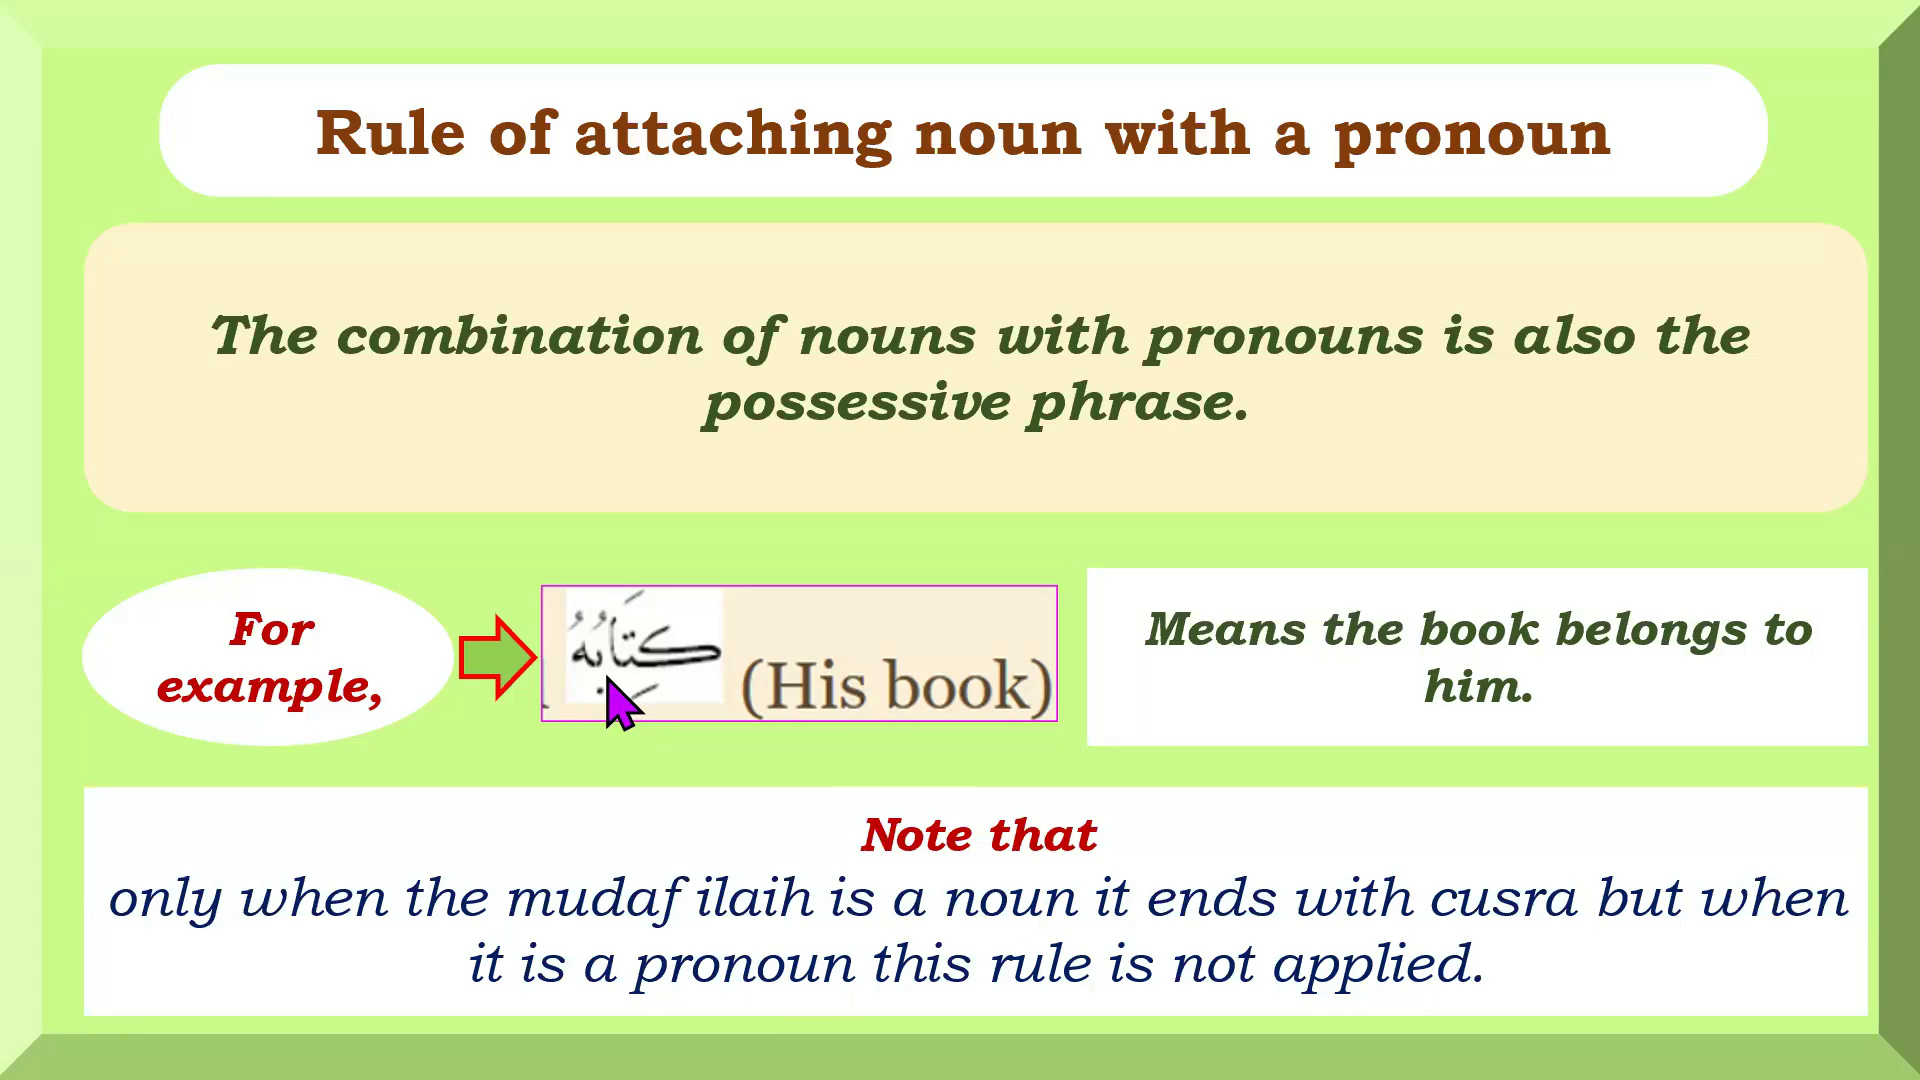 Rule of attaching noun with a pronoun
The combination of nouns with pronouns is also the
possessive phrase.
For
example,
كِتَابُهُ (His book)
Means the book belongs to
him.
Note that
only when the mudaf ilaih is a noun it ends with cusra but when
it is a pronoun this rule is not applied.